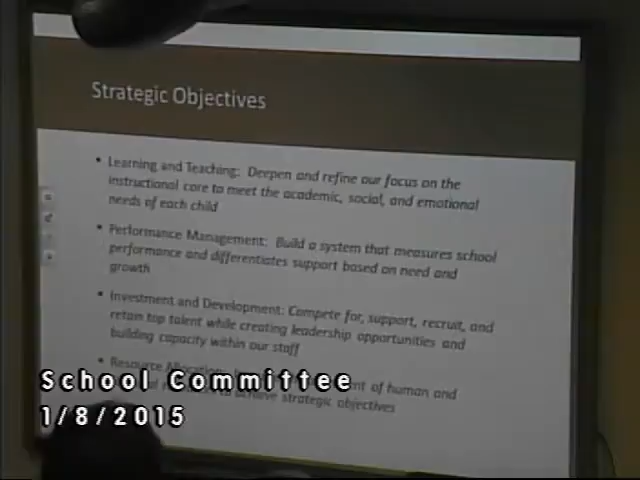 Strategic Objectives
• Learning and Teaching: Deepen and refine our focus on the
instructional core to meet the academic, social, and emotional
needs of each child
• Performance Management: Build a system that measures school
performance and differentiates support based on need and
growth
• Investment and Development: Compete for, support, recruit, and
retain top talent while creating leadership opportunities and
building capacity within our staff
• Resource Allocation: of human and
to achieve strategic objectives
School Committee
1/8/2015